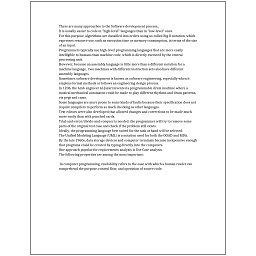 There are many approaches to the Software development process.
It is usually easier to code in "high-level" languages than in "low-level" ones.
For this purpose, algorithms are classified into orders using so-called Big O notation, which
expresses resource use, such as execution time or memory consumption, in terms of the size
of an input.
Programmers typically use high-level programming languages that are more easily
intelligible to humans than machine code, which is directly executed by the central
processing unit.
However, because an assembly language is little more than a different notation for a
machine language, two machines with different instruction sets also have different
assembly languages.
Sometimes software development is known as software engineering, especially when it
employs formal methods or follows an engineering design process.
In 1206, the Arab engineer Al-Jazari invented a programmable drum machine where a
musical mechanical automaton could be made to play different rhythms and drum patterns,
via pegs and cams.
Some languages are more prone to some kinds of faults because their specification does not
require compilers to perform as much checking as other languages.
Text editors were also developed that allowed changes and corrections to be made much
more easily than with punched cards.
Trial-and-error/divide-and-conquer is needed: the programmer will try to remove some
parts of the original test case and check if the problem still exists.
Ideally, the programming language best suited for the task at hand will be selected.
The Unified Modeling Language (UML) is a notation used for both the OOAD and MDA.
By the late 1960s, data storage devices and computer terminals became inexpensive enough
that programs could be created by typing directly into the computers.
One approach popular for requirements analysis is Use Case analysis.
The following properties are among the most important:
In computer programming, readability refers to the ease with which a human reader can
comprehend the purpose, control flow, and operation of source code.